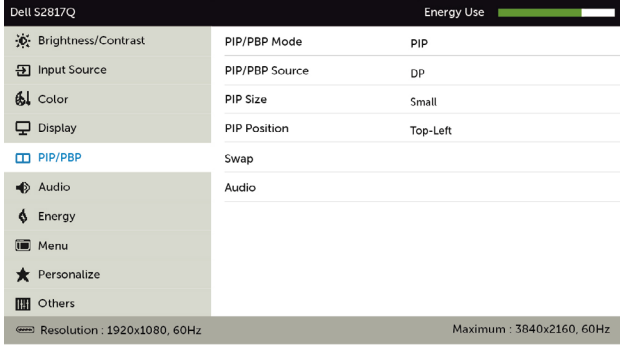 Dell S2817Q
Energy Use
Brightness/Contrast
Input Source
Color
Display
PIP/PBP
Audio
Energy
Menu
Personalize
Others
PIP/PBP Mode PIP
PIP/PBP Source DP
PIP Size Small
PIP Position Top-Left
Swap
Audio
Resolution : 1920x1080, 60Hz
Maximum : 3840x2160, 60Hz